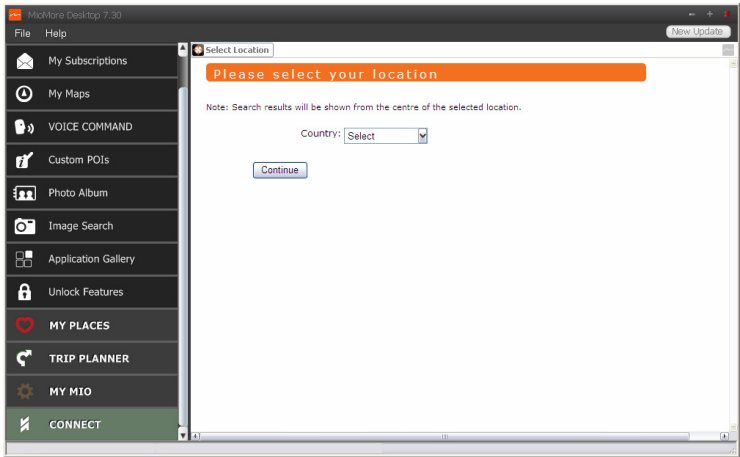 MioMore Desktop 7.30
File Help
New Update
My Subscriptions
My Maps
VOICE COMMAND
Custom POIs
Photo Album
Image Search
Application Gallery
Unlock Features
MY PLACES
TRIP PLANNER
MY MIO
CONNECT
Select Location
Please select your location
Note: Search results will be shown from the centre of the selected location.
Country: Select
Continue